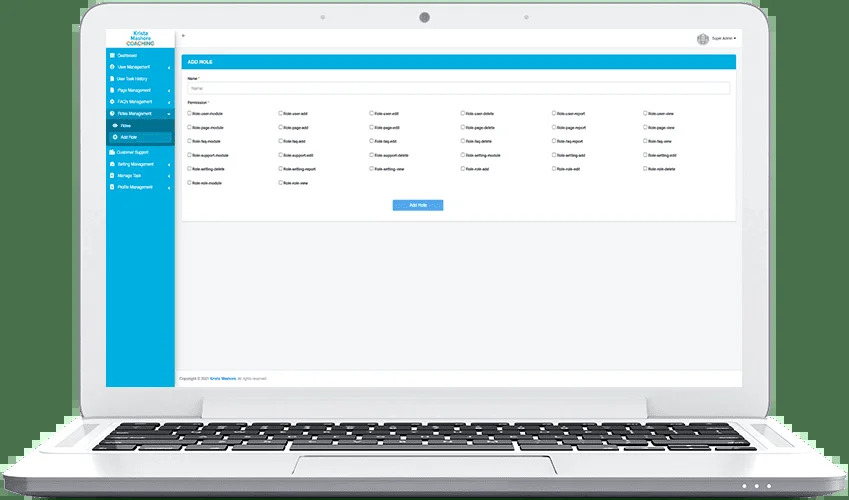 Krista
Mashore
COACHING
Super Admin
Dashboard
User Management
User Task History
Page Management
FAQs Management
Roles Management
Roles
Add Role
Customer Support
Setting Management
Manage Task
Profile Management
ADD ROLE
Name *
Name
Permission *
Role-user-module Role-user-add Role-user-edit Role-user-delete Role-user-report Role-user-view
Role-page-module Role-page-add Role-page-edit Role-page-delete Role-page-report Role-page-view
Role-faq-module Role-faq-add Role-faq-edit Role-faq-delete Role-faq-report Role-faq-view
Role-support-module Role-support-edit Role-support-delete Role-setting-module Role-setting-add Role-setting-edit
Role-setting-delete Role-setting-report Role-setting-view Role-role-add Role-role-edit Role-role-delete
Role-role-module Role-role-view
Add Role
Copyright © 2021 Krista Mashore. All rights reserved.